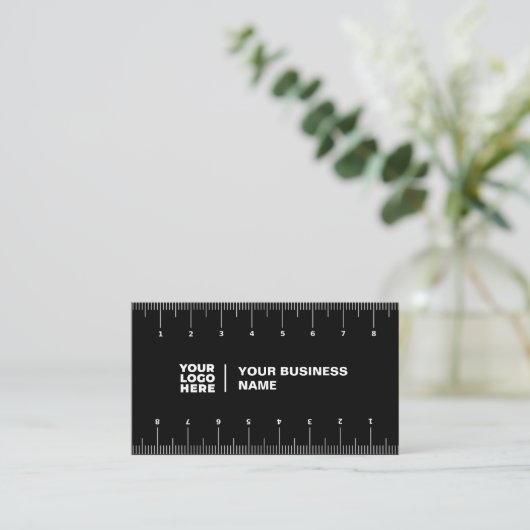 1 2 3 4 5 6 7 8
YOUR LOGO HERE
YOUR BUSINESS
NAME
8 7 6 5 4 3 2 1